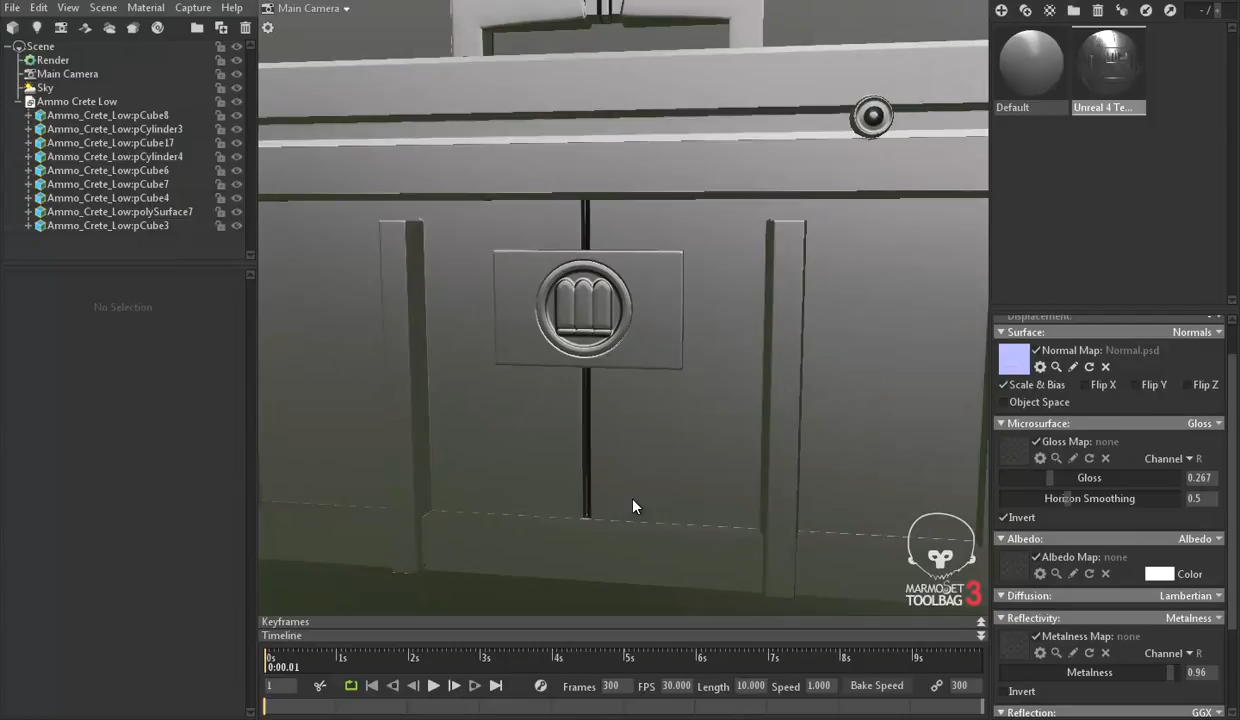 File Edit View Scene Material Capture Help
Main Camera
Scene
Render
Main Camera
Sky
Ammo Crete Low
Ammo_Crete_Low:pCube8
Ammo_Crete_Low:pCylinder3
Ammo_Crete_Low:pCube17
Ammo_Crete_Low:pCylinder4
Ammo_Crete_Low:pCube6
Ammo_Crete_Low:pCube7
Ammo_Crete_Low:pCube4
Ammo_Crete_Low:polySurface7
Ammo_Crete_Low:pCube3
No Selection
Default Unreal 4 Te...
Displacement:
Surface: Normals
Normal Map: Normal.psd
Scale & Bias Flip X Flip Y Flip Z
Object Space
Microsurface: Gloss
Gloss Map: none
Channel R
Gloss 0.267
Horizon Smoothing 0.5
Invert
Albedo: Albedo
Albedo Map: none
Color
Diffusion: Lambertian
Reflectivity: Metalness
Metalness Map: none
Channel R
Metalness 0.96
Invert
Reflection: GGX
MARMOSET
TOOLBAG 3
Keyframes
Timeline
0s 1s 2s 3s 4s 5s 6s 7s 8s 9s
0:00.01
1 Frames 300 FPS 30.000 Length 10.000 Speed 1.000 Bake Speed 300